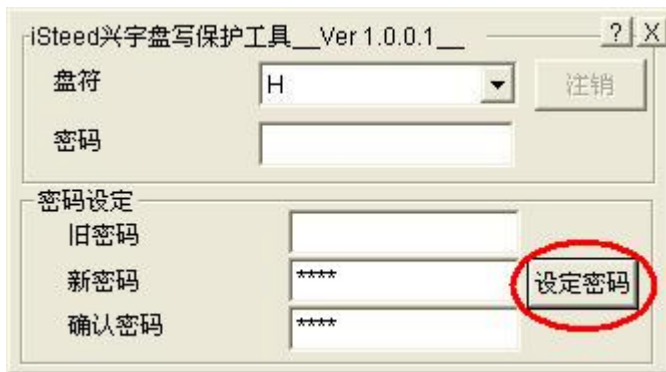 iSteed兴宇盘写保护工具__Ver 1.0.0.1__ ? X
盘符 H 注销
密码
密码设定
旧密码
新密码 **** 设定密码
确认密码 ****